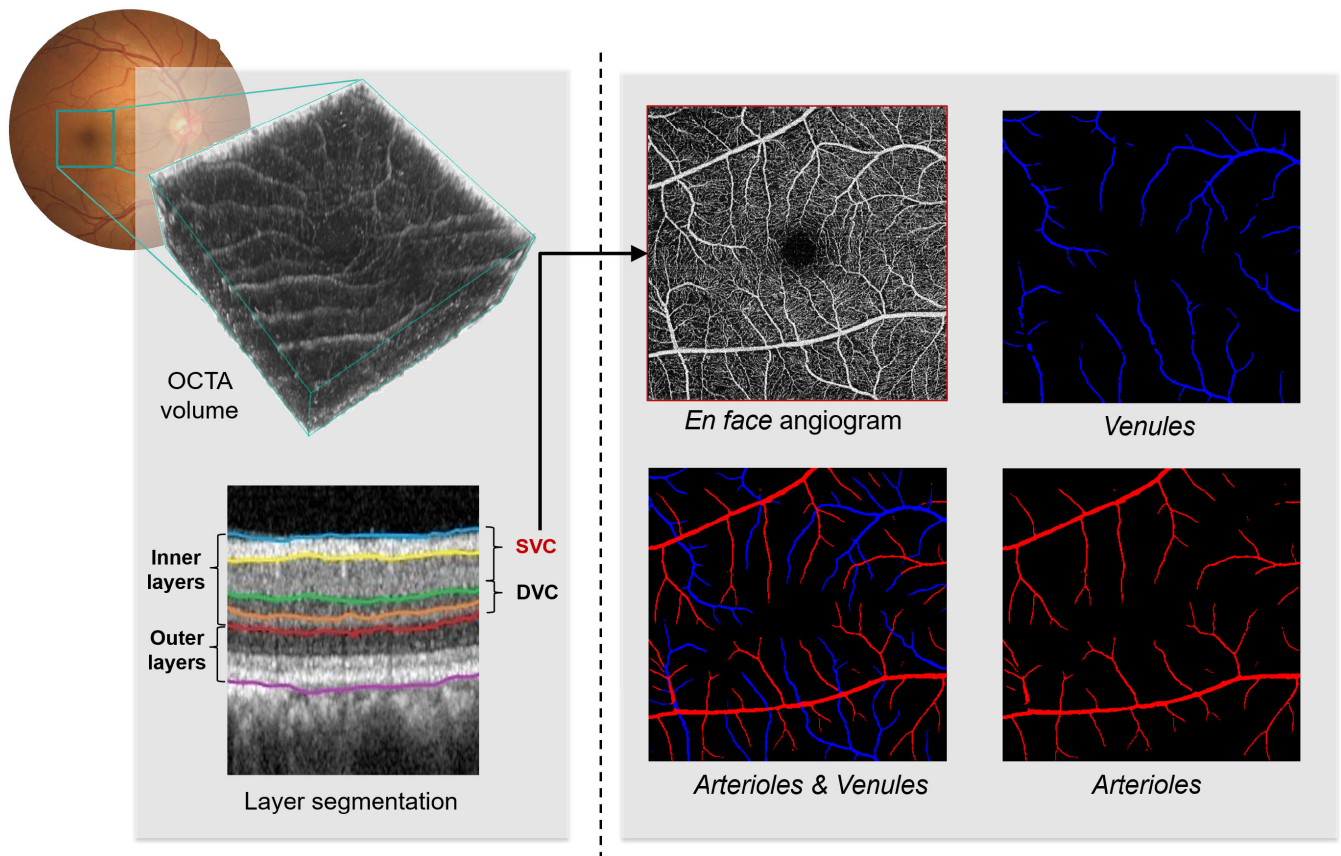 OCTA
volume
Inner
layers
Outer
layers
SVC
DVC
Layer segmentation
En face angiogram
Venules
Arterioles & Venules
Arterioles